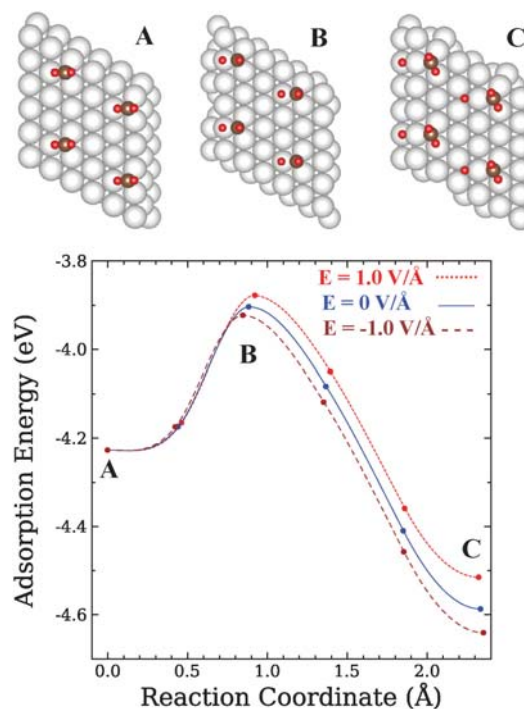 A
B
C
E = 1.0 V/Å
E = 0 V/Å
E = -1.0 V/Å
-3.8
-4.0
-4.2
-4.4
-4.6
Adsorption Energy (eV)
A
B
C
0.0 0.5 1.0 1.5 2.0
Reaction Coordinate (Å)